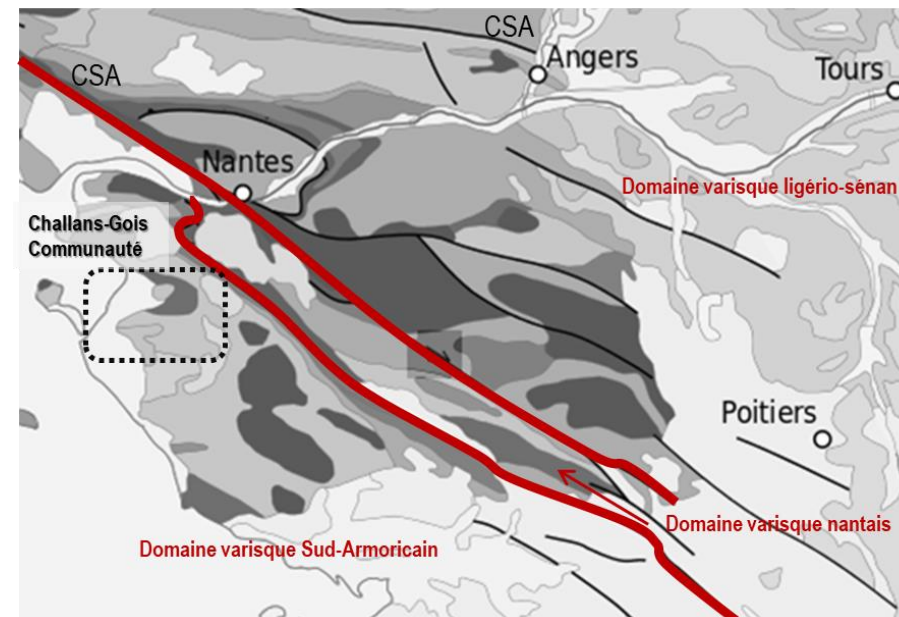 CSA
Angers
CSA
Tours
Nantes
Domaine varisque ligério-sénan
Challans-Gois
Communauté
Poitiers
Domaine varisque nantais
Domaine varisque Sud-Armoricain